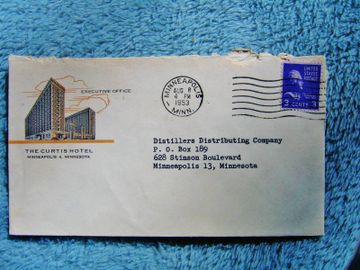 EXECUTIVE OFFICE
THE CURTIS HOTEL
MINNEAPOLIS 4, MINNESOTA
MINNEAPOLIS
AUG 8
4 PM
1953
MINN.
UNITED STATES
POSTAGE
3 CENTS 3
Distillers Distributing Company
P. O. Box 189
628 Stinson Boulevard
Minneapolis 13, Minnesota